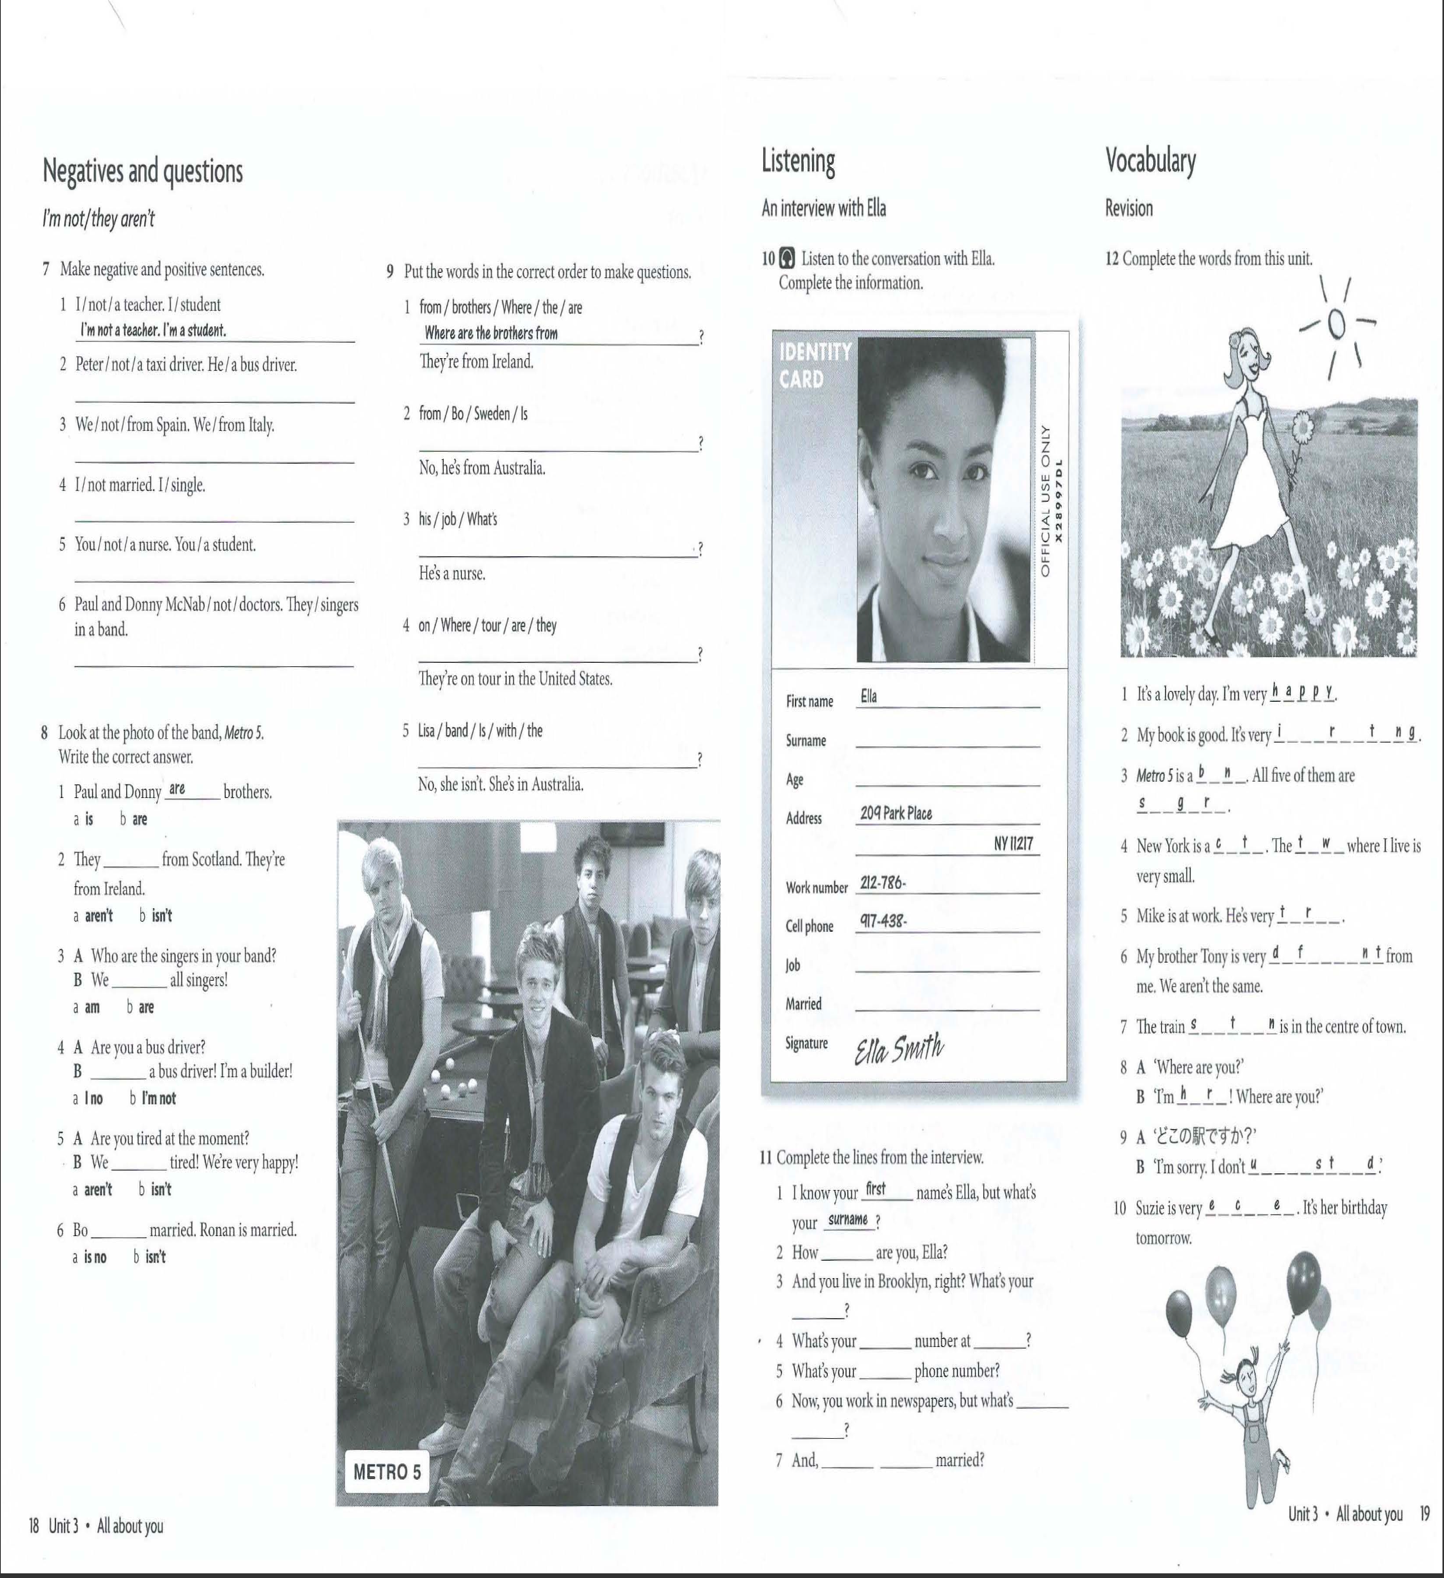 Negatives and questions
I'm not/they aren't
7 Make negative and positive sentences.
1 I / not / a teacher. I / student
I'm not a teacher. I'm a student.
2 Peter / not / a taxi driver. He / a bus driver.
3 We / not / from Spain. We / from Italy.
4 I / not married. I / single.
5 You / not / a nurse. You / a student.
6 Paul and Donny McNab / not / doctors. They / singers
in a band.
8 Look at the photo of the band, Metro 5.
Write the correct answer.
1 Paul and Donny are brothers.
a is b are
2 They ______ from Scotland. They're
from Ireland.
a aren't b isn't
3 A Who are the singers in your band?
B We ______ all singers!
a am b are
4 A Are you a bus driver?
B ______ a bus driver! I'm a builder!
a I no b I'm not
5 A Are you tired at the moment?
B We ______ tired! We're very happy!
a aren't b isn't
6 Bo ______ married. Ronan is married.
a is no b isn't
9 Put the words in the correct order to make questions.
1 from / brothers / Where / the / are
Where are the brothers from ?
They're from Ireland.
2 from / Bo / Sweden / Is
?
No, he's from Australia.
3 his / job / What's
?
He's a nurse.
4 on / Where / tour / are / they
?
They're on tour in the United States.
5 Lisa / band / Is / with / the
?
No, she isn't. She's in Australia.
METRO 5
18 Unit 3 • All about you
Listening
An interview with Ella
10 Listen to the conversation with Ella.
Complete the information.
IDENTITY
CARD
OFFICIAL USE ONLY
X28997DL
First name Ella
Surname
Age
Address 209 Park Place
NY 11217
Work number 212-786-
Cell phone 917-438-
Job
Married
Signature Ella Smith
11 Complete the lines from the interview.
1 I know your first name's Ella, but what's
your surname ?
2 How ______ are you, Ella?
3 And you live in Brooklyn, right? What's your
______?
4 What's your ______ number at ______?
5 What's your ______ phone number?
6 Now, you work in newspapers, but what's ______
______?
7 And, ______ ______ married?
Vocabulary
Revision
12 Complete the words from this unit.
1 It's a lovely day. I'm very h a p p y.
2 My book is good. It's very i _ _ _ r _ _ t _ n g.
3 Metro 5 is a b _ n _. All five of them are
s _ _ g _ r _.
4 New York is a c _ t _. The t _ w _ where I live is
very small.
5 Mike is at work. He's very t _ r _ _.
6 My brother Tony is very d _ f _ _ _ _ n t from
me. We aren't the same.
7 The train s _ _ t _ _ n is in the centre of town.
8 A 'Where are you?'
B 'I'm h _ r _! Where are you?'
9 A 'どこの駅ですか?'
B 'I'm sorry. I don't u _ _ _ _ s t _ _ d.'
10 Suzie is very e _ c _ _ e _. It's her birthday
tomorrow.
Unit 3 • All about you 19